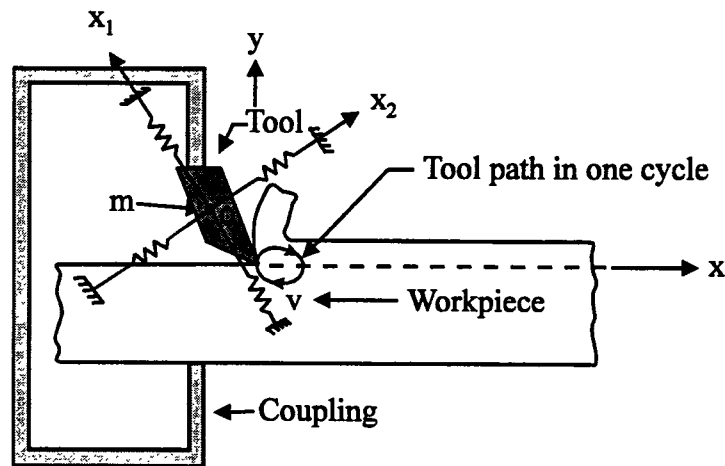 x1
y
x2
Tool
Tool path in one cycle
m
x
v
Workpiece
Coupling